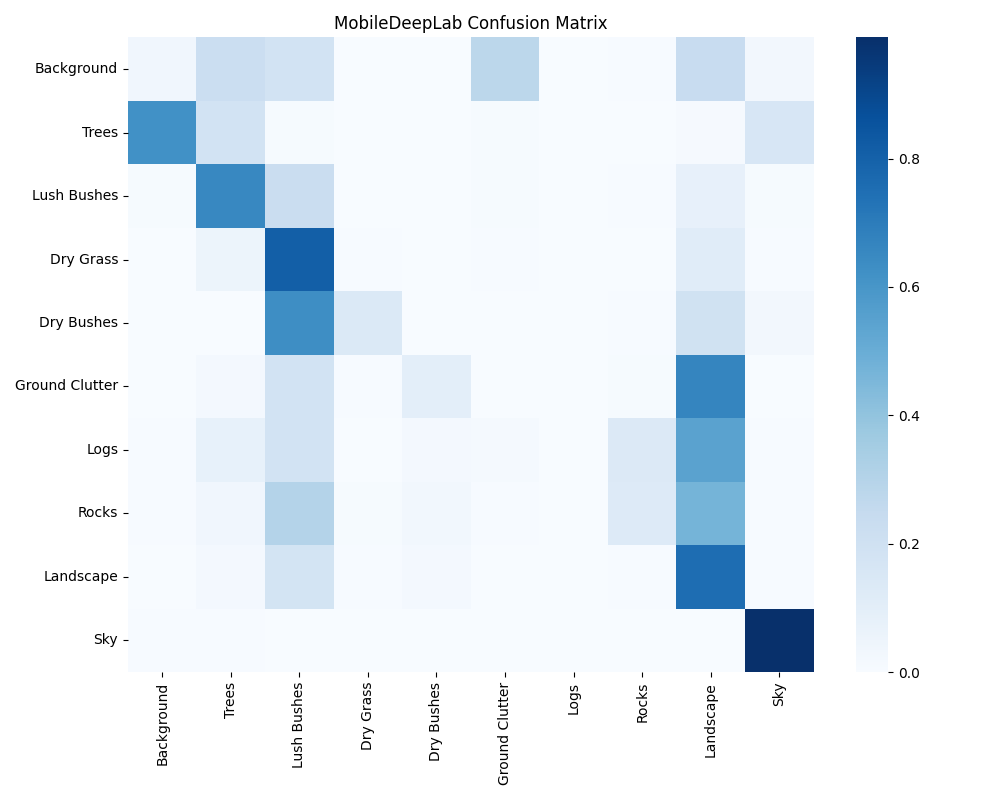 MobileDeepLab Confusion Matrix
Background
Trees
Lush Bushes
Dry Grass
Dry Bushes
Ground Clutter
Logs
Rocks
Landscape
Sky
Background
Trees
Lush Bushes
Dry Grass
Dry Bushes
Ground Clutter
Logs
Rocks
Landscape
Sky
0.8
0.6
0.4
0.2
0.0